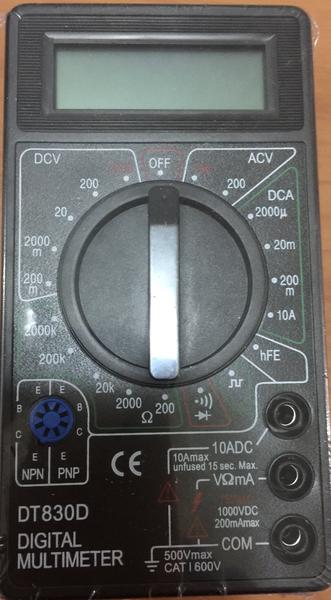 DCV
OFF
ACV
200
200
DCA
20
2000µ
2000
m
20m
200
m
200
m
2000k
10A
200k
hFE
20k
2000
Ω
200
E
E
B
B
C
C
E
E
NPN
PNP
CE
10ADC
10Amax
unfused 15 sec. Max.
VΩmA
1000VDC
200mAmax
DT830D
DIGITAL
MULTIMETER
COM
500Vmax
CAT I 600V